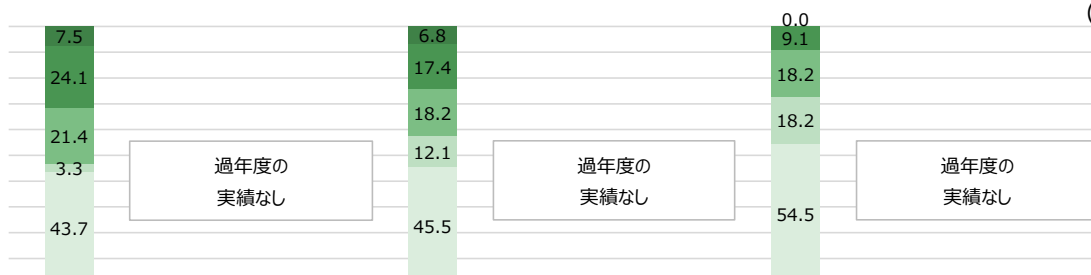 (
0.0
7.5
24.1
21.4
3.3
43.7
過年度の
実績なし
6.8
17.4
18.2
12.1
45.5
過年度の
実績なし
9.1
18.2
18.2
54.5
過年度の
実績なし